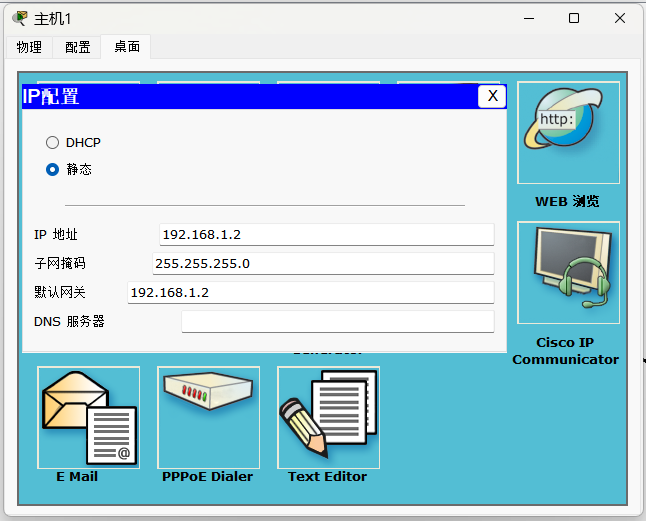 主机1
物理 配置 桌面
IP配置 X
DHCP
静态
IP 地址 192.168.1.2
子网掩码 255.255.255.0
默认网关 192.168.1.2
DNS 服务器
http:
WEB 浏览
Cisco IP
Communicator
@
E Mail PPPoE Dialer Text Editor